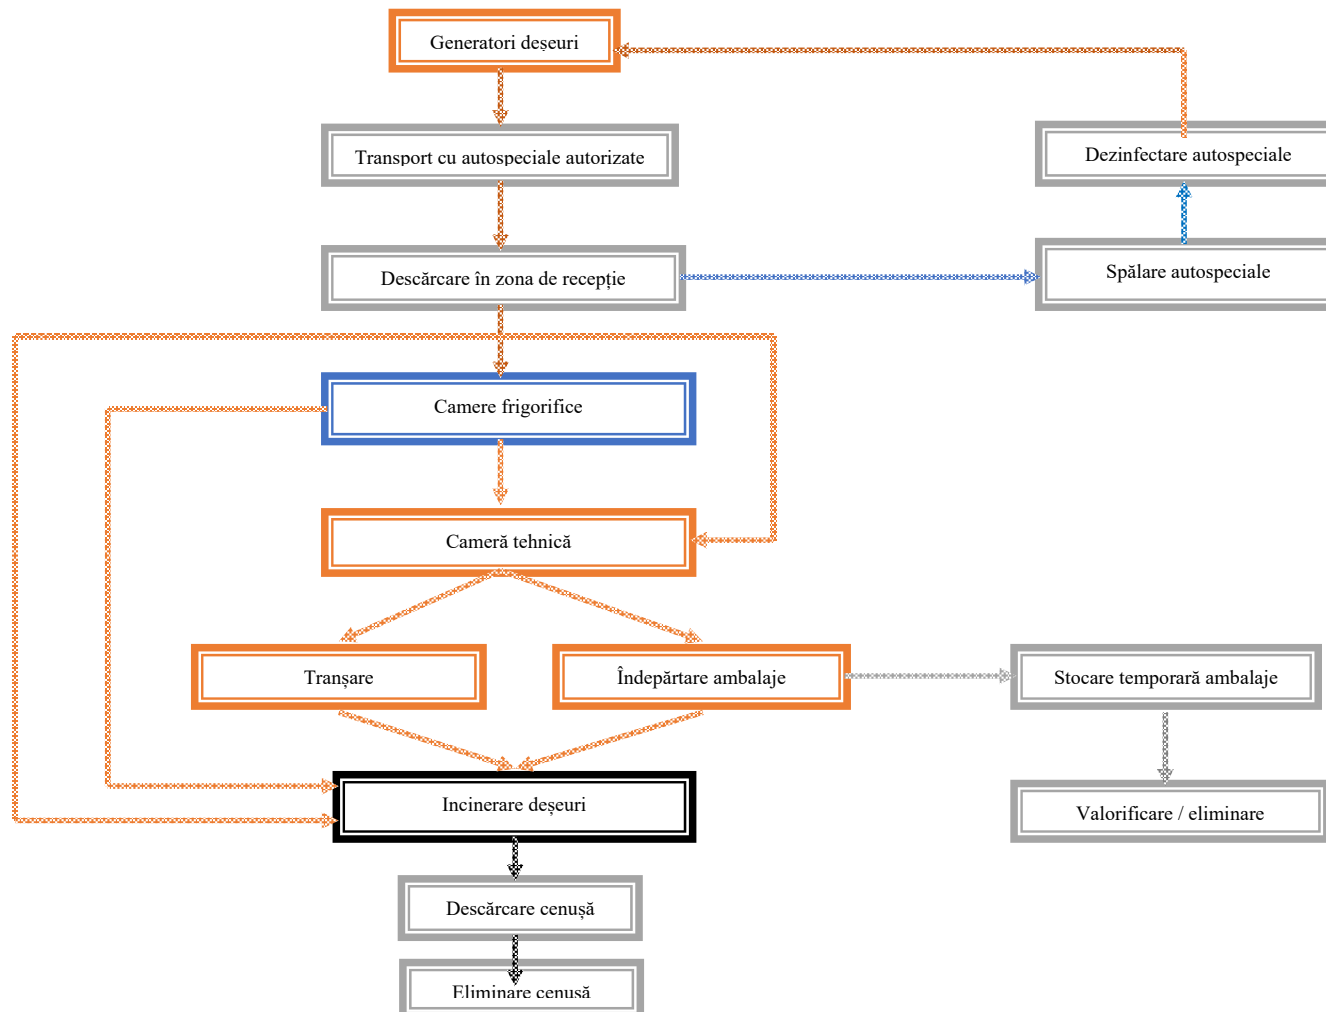 Generatori deșeuri
Transport cu autospeciale autorizate
Dezinfectare autospeciale
Descărcare în zona de recepție
Spălare autospeciale
Camere frigorifice
Cameră tehnică
Tranșare
Îndepărtare ambalaje
Stocare temporară ambalaje
Incinerare deșeuri
Valorificare / eliminare
Descărcare cenușă
Eliminare cenușă